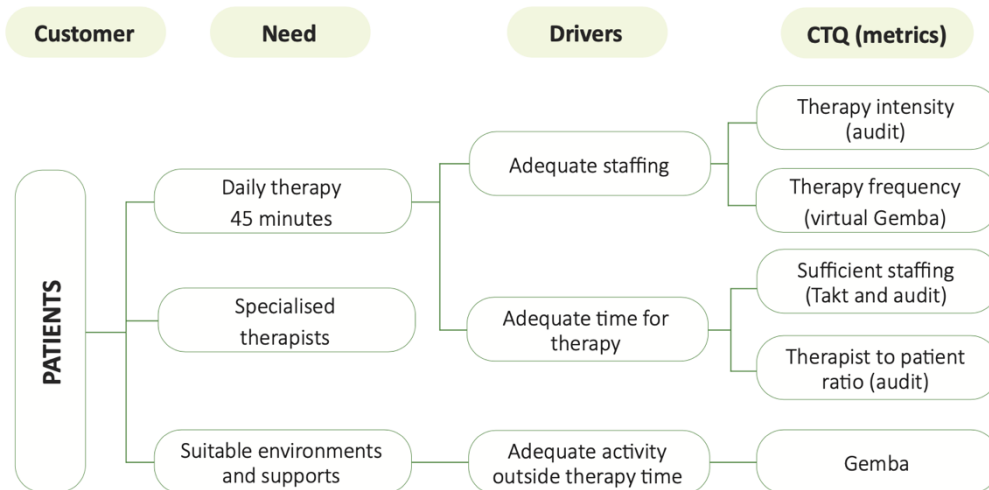 Customer
Need
Drivers
CTQ (metrics)
PATIENTS
Daily therapy
45 minutes
Specialised
therapists
Suitable environments
and supports
Adequate staffing
Adequate time for
therapy
Adequate activity
outside therapy time
Therapy intensity
(audit)
Therapy frequency
(virtual Gemba)
Sufficient staffing
(Takt and audit)
Therapist to patient
ratio (audit)
Gemba